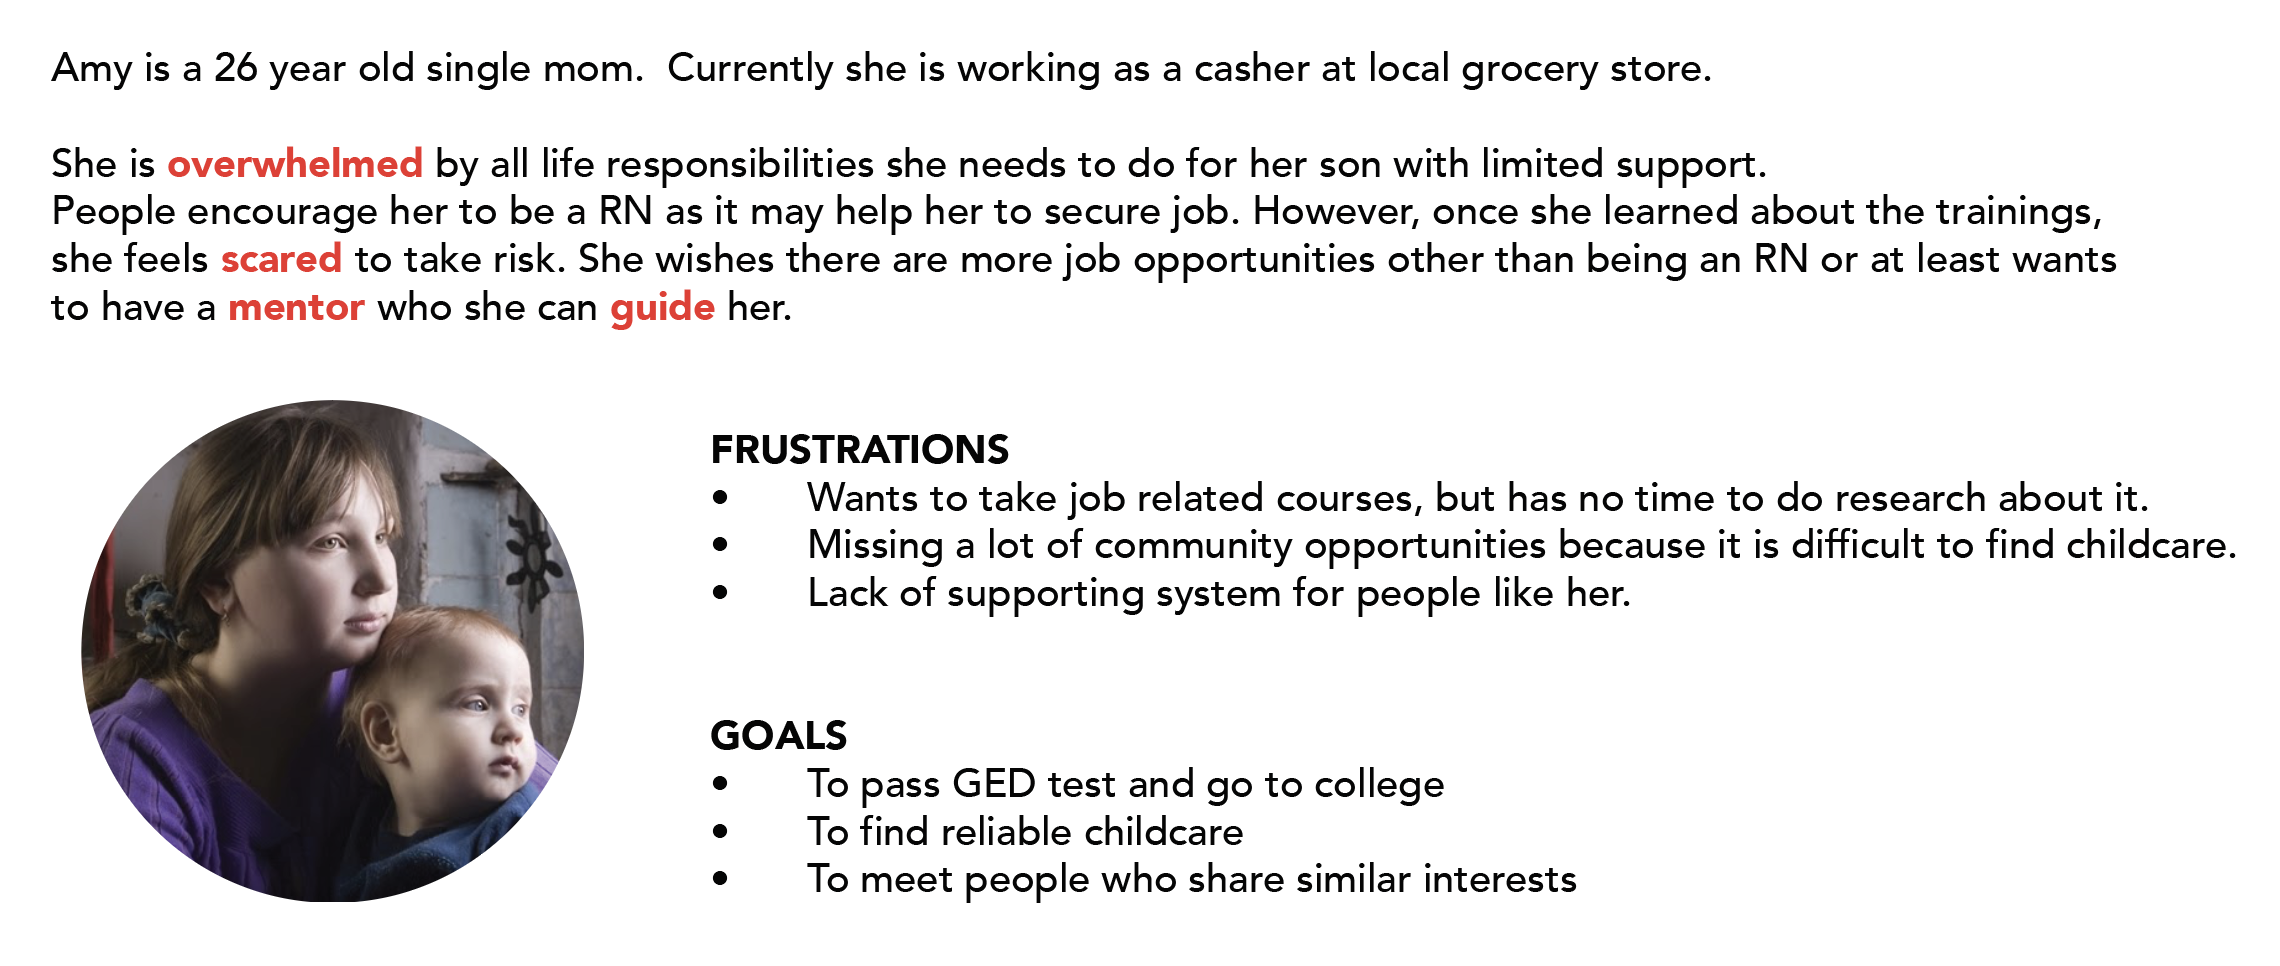 Amy is a 26 year old single mom.  Currently she is working as a casher at local grocery store.
She is overwhelmed by all life responsibilities she needs to do for her son with limited support.
People encourage her to be a RN as it may help her to secure job. However, once she learned about the trainings,
she feels scared to take risk. She wishes there are more job opportunities other than being an RN or at least wants
to have a mentor who she can guide her.
FRUSTRATIONS
• Wants to take job related courses, but has no time to do research about it.
• Missing a lot of community opportunities because it is difficult to find childcare.
• Lack of supporting system for people like her.
GOALS
• To pass GED test and go to college
• To find reliable childcare
• To meet people who share similar interests